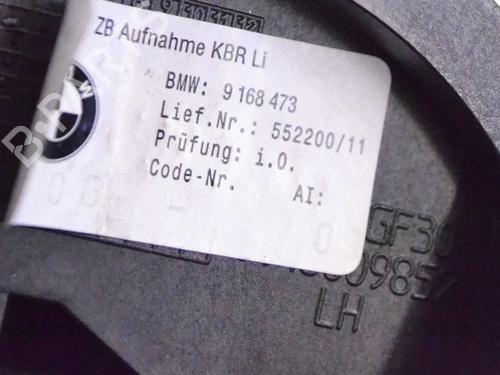 ZB Aufnahme KBR Li
BMW: 9 168 473
Lief.Nr.: 552200/11
Prüfung: i.O.
Code-Nr. AI:
GF30
LH